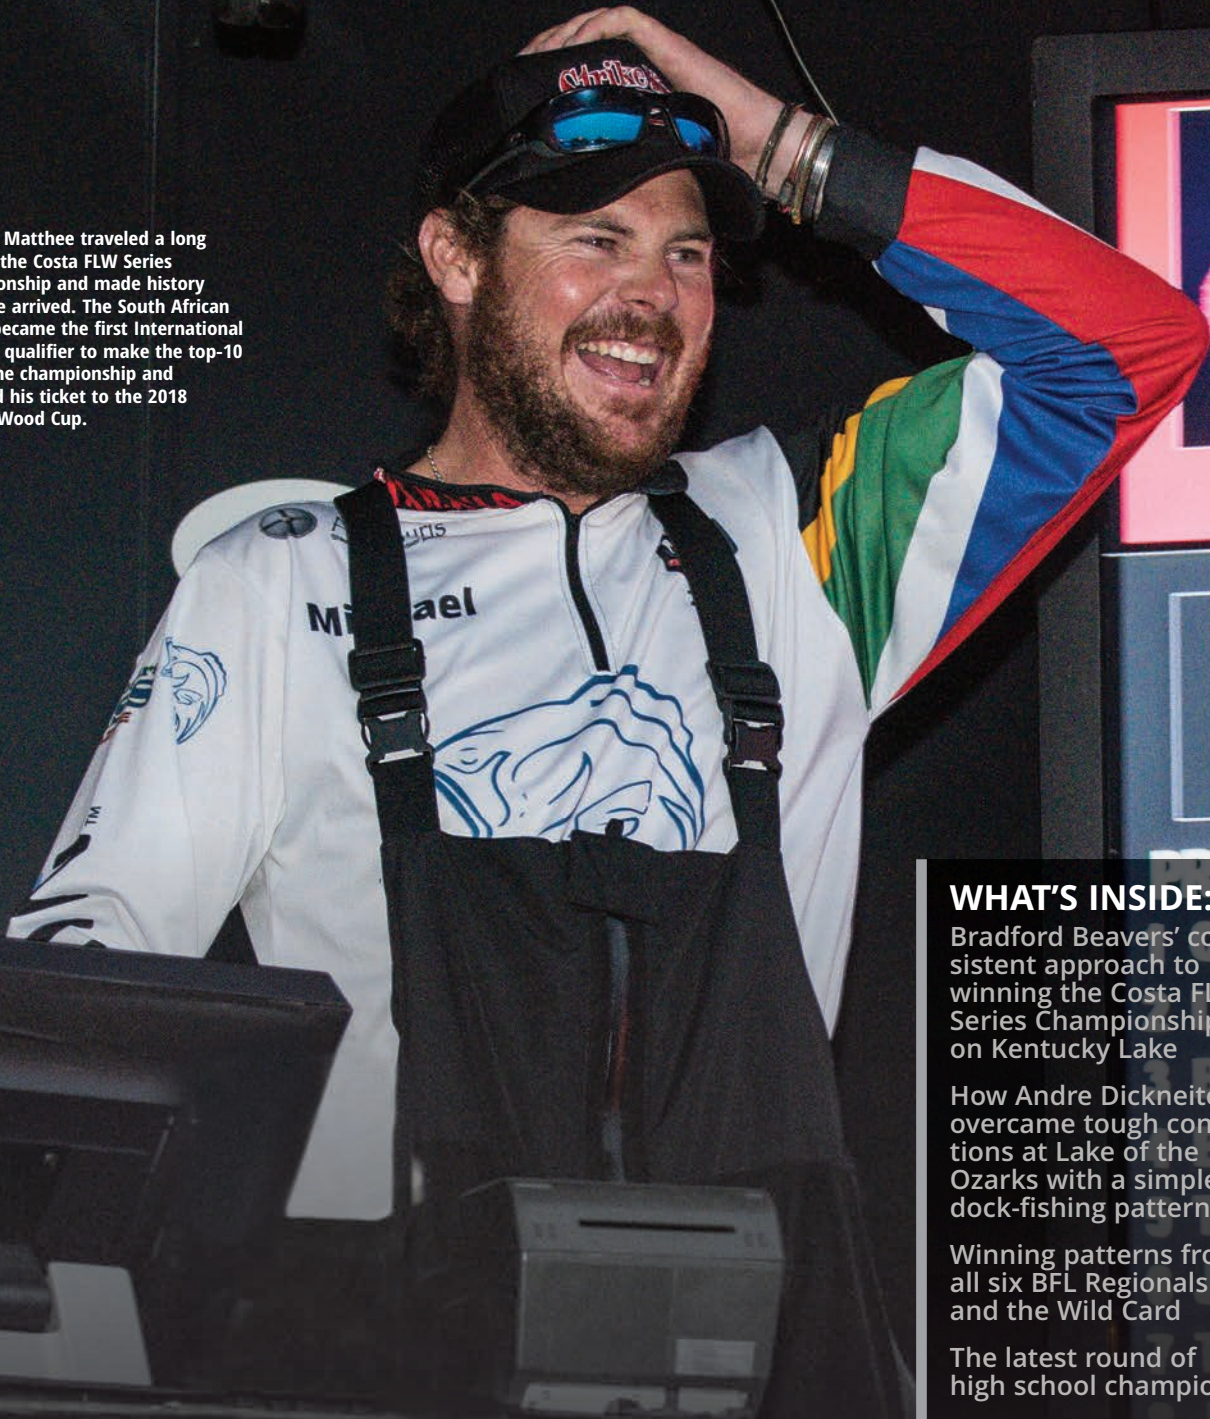 Matthee traveled a long
the Costa FLW Series
onship and made history
e arrived. The South African
ecame the first International
qualifier to make the top-10
e championship and
his ticket to the 2018
Wood Cup.
Strike
Mi ael
TM
WHAT'S INSIDE:
Bradford Beavers' co
sistent approach to
winning the Costa FL
Series Championship
on Kentucky Lake
How Andre Dickneite
overcame tough con
tions at Lake of the
Ozarks with a simple
dock-fishing pattern
Winning patterns fro
all six BFL Regionals
and the Wild Card
The latest round of
high school champio